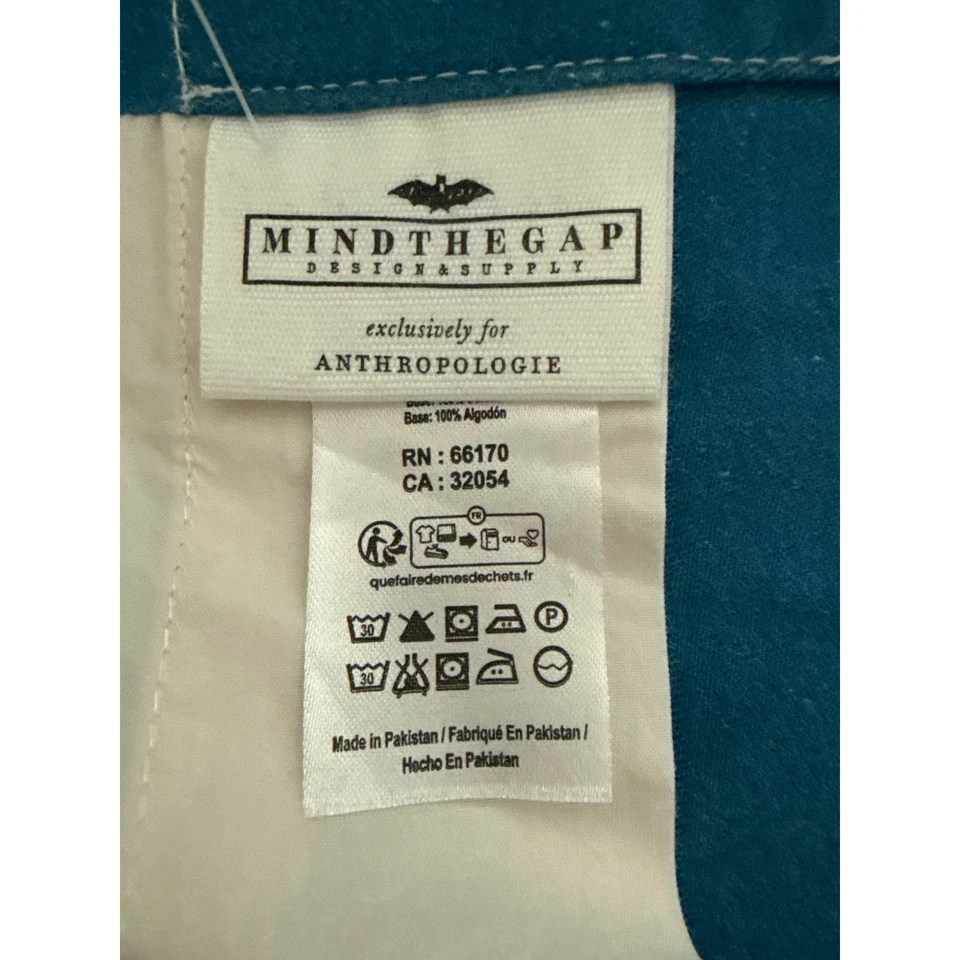 MINDTHEGAP
DESIGN & SUPPLY
exclusively for
ANTHROPOLOGIE
Base: 100% Algodón
RN : 66170
CA : 32054
FR
OU
quefairedemesdechets.fr
30
P
30
Made in Pakistan / Fabriqué En Pakistan /
Hecho En Pakistan